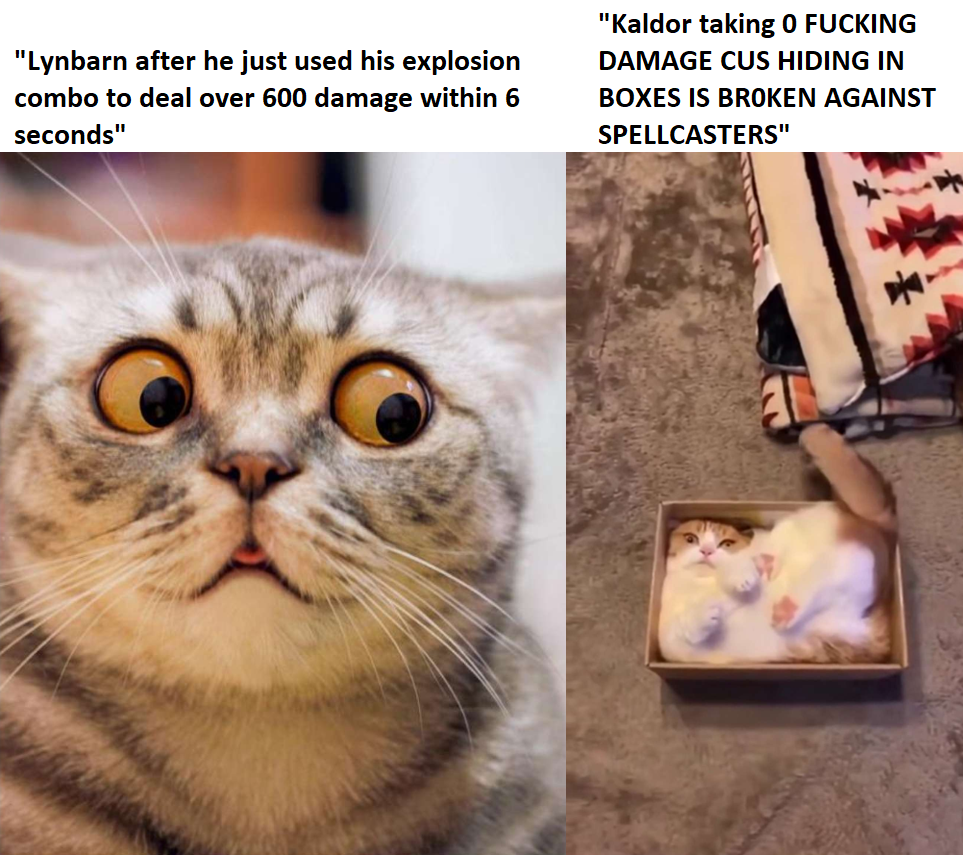 "Lynbarn after he just used his explosion
combo to deal over 600 damage within 6
seconds"
"Kaldor taking 0 FUCKING
DAMAGE CUS HIDING IN
BOXES IS BR0KEN AGAINST
SPELLCASTERS"